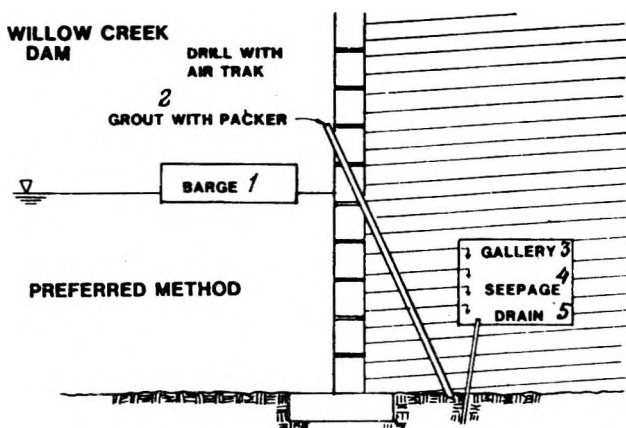 WILLOW CREEK
DAM
DRILL WITH
AIR TRAK
2
GROUT WITH PACKER
BARGE 1
GALLERY 3
4
SEEPAGE
DRAIN 5
PREFERRED METHOD